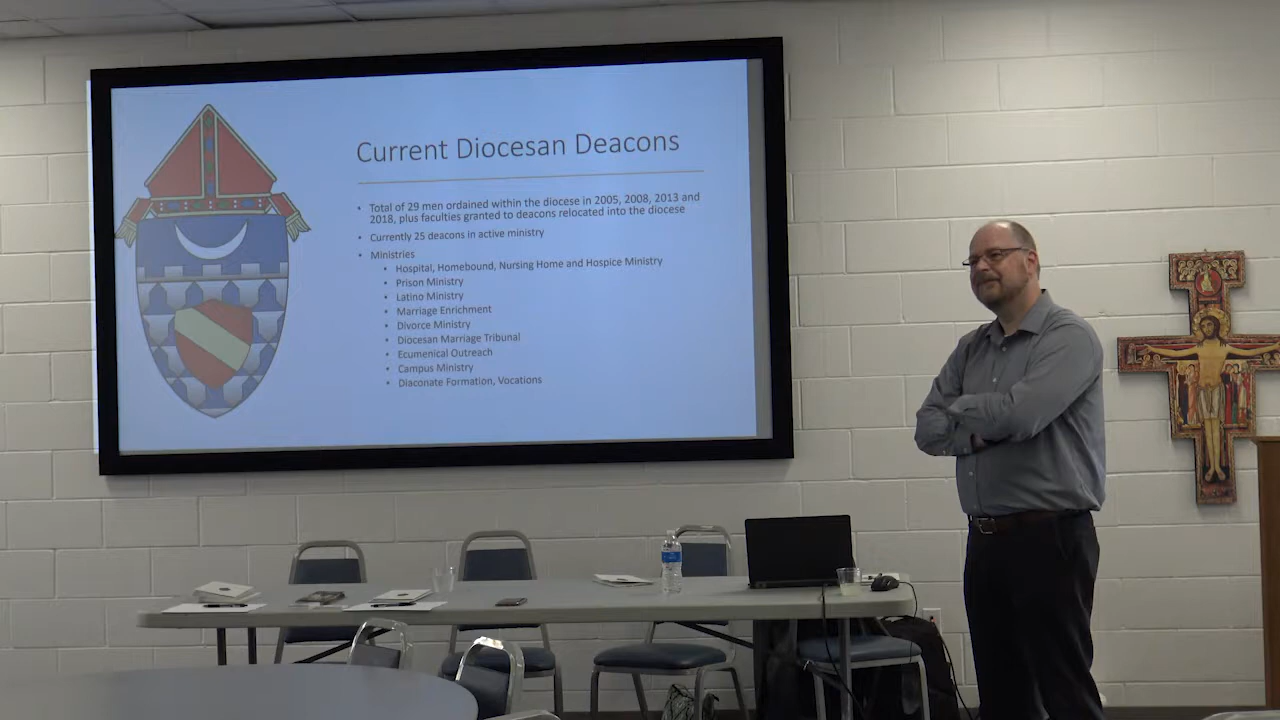 Current Diocesan Deacons
• Total of 29 men ordained within the diocese in 2005, 2008, 2013 and
2018, plus faculties granted to deacons relocated into the diocese
• Currently 25 deacons in active ministry
• Ministries
• Hospital, Homebound, Nursing Home and Hospice Ministry
• Prison Ministry
• Latino Ministry
• Marriage Enrichment
• Divorce Ministry
• Diocesan Marriage Tribunal
• Ecumenical Outreach
• Campus Ministry
• Diaconate Formation, Vocations